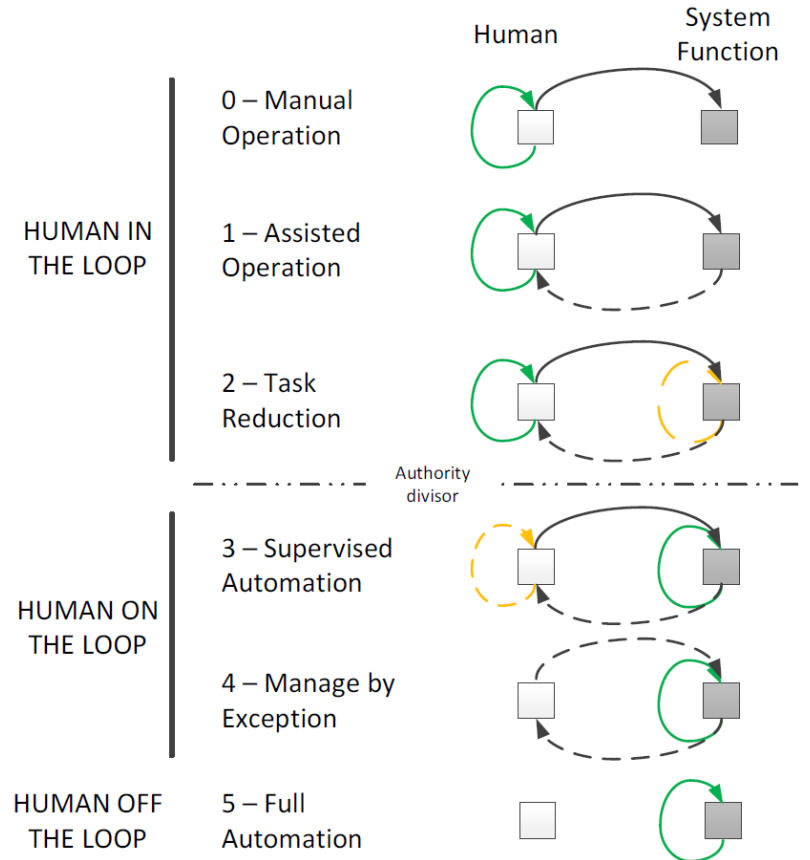 Human
System
Function
0 – Manual
Operation
HUMAN IN
THE LOOP
1 – Assisted
Operation
2 – Task
Reduction
Authority
divisor
3 – Supervised
Automation
HUMAN ON
THE LOOP
4 – Manage by
Exception
HUMAN OFF
THE LOOP
5 – Full
Automation